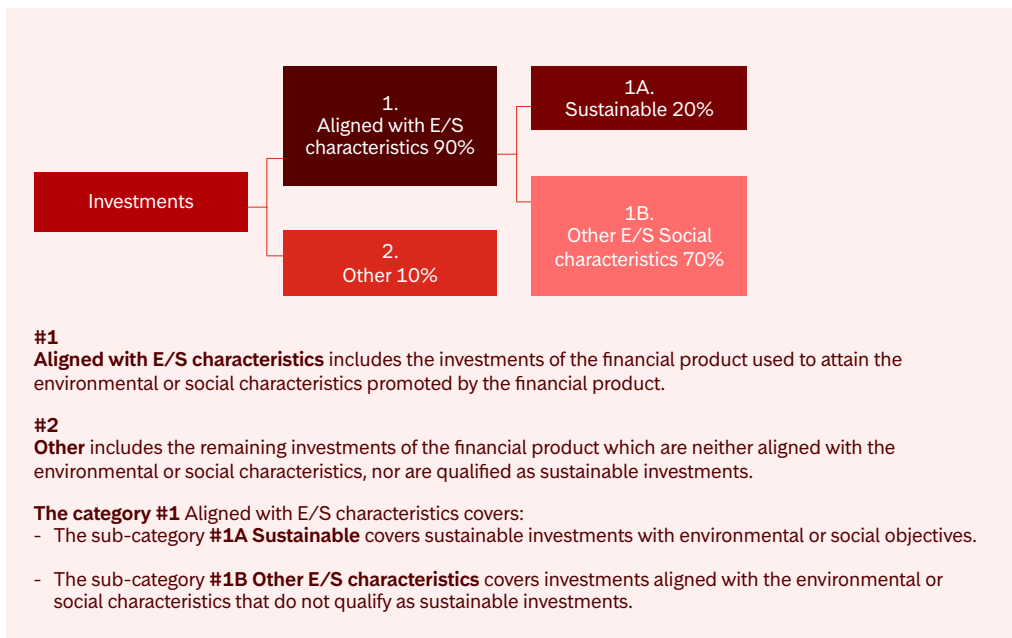 1.
Aligned with E/S
characteristics 90%
1A.
Sustainable 20%
Investments
1B.
Other E/S Social
characteristics 70%
2.
Other 10%
#1
Aligned with E/S characteristics includes the investments of the financial product used to attain the
environmental or social characteristics promoted by the financial product.
#2
Other includes the remaining investments of the financial product which are neither aligned with the
environmental or social characteristics, nor are qualified as sustainable investments.
The category #1 Aligned with E/S characteristics covers:
- The sub-category #1A Sustainable covers sustainable investments with environmental or social objectives.
- The sub-category #1B Other E/S characteristics covers investments aligned with the environmental or
social characteristics that do not qualify as sustainable investments.